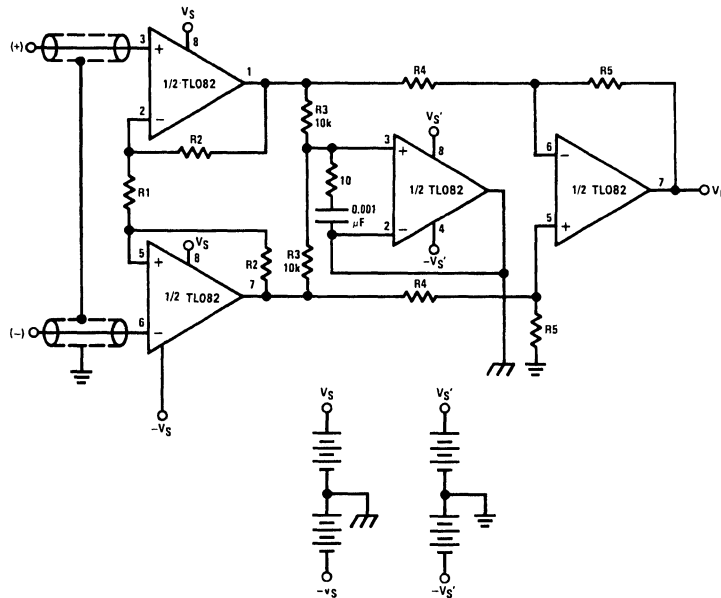 VS
8
(+)
3
+
1/2 TL082
1
2
−
R2
R1
R3
10k
R4
R5
VS'
8
3
+
10
1/2 TL082
0.001
μF
2
−
4
−VS'
6
−
1/2 TL082
7
5
+
VS
8
5
+
R2
1/2 TL082
7
R3
10k
R4
R5
(−)
6
−
−VS
VS
VS'
−VS
−VS'